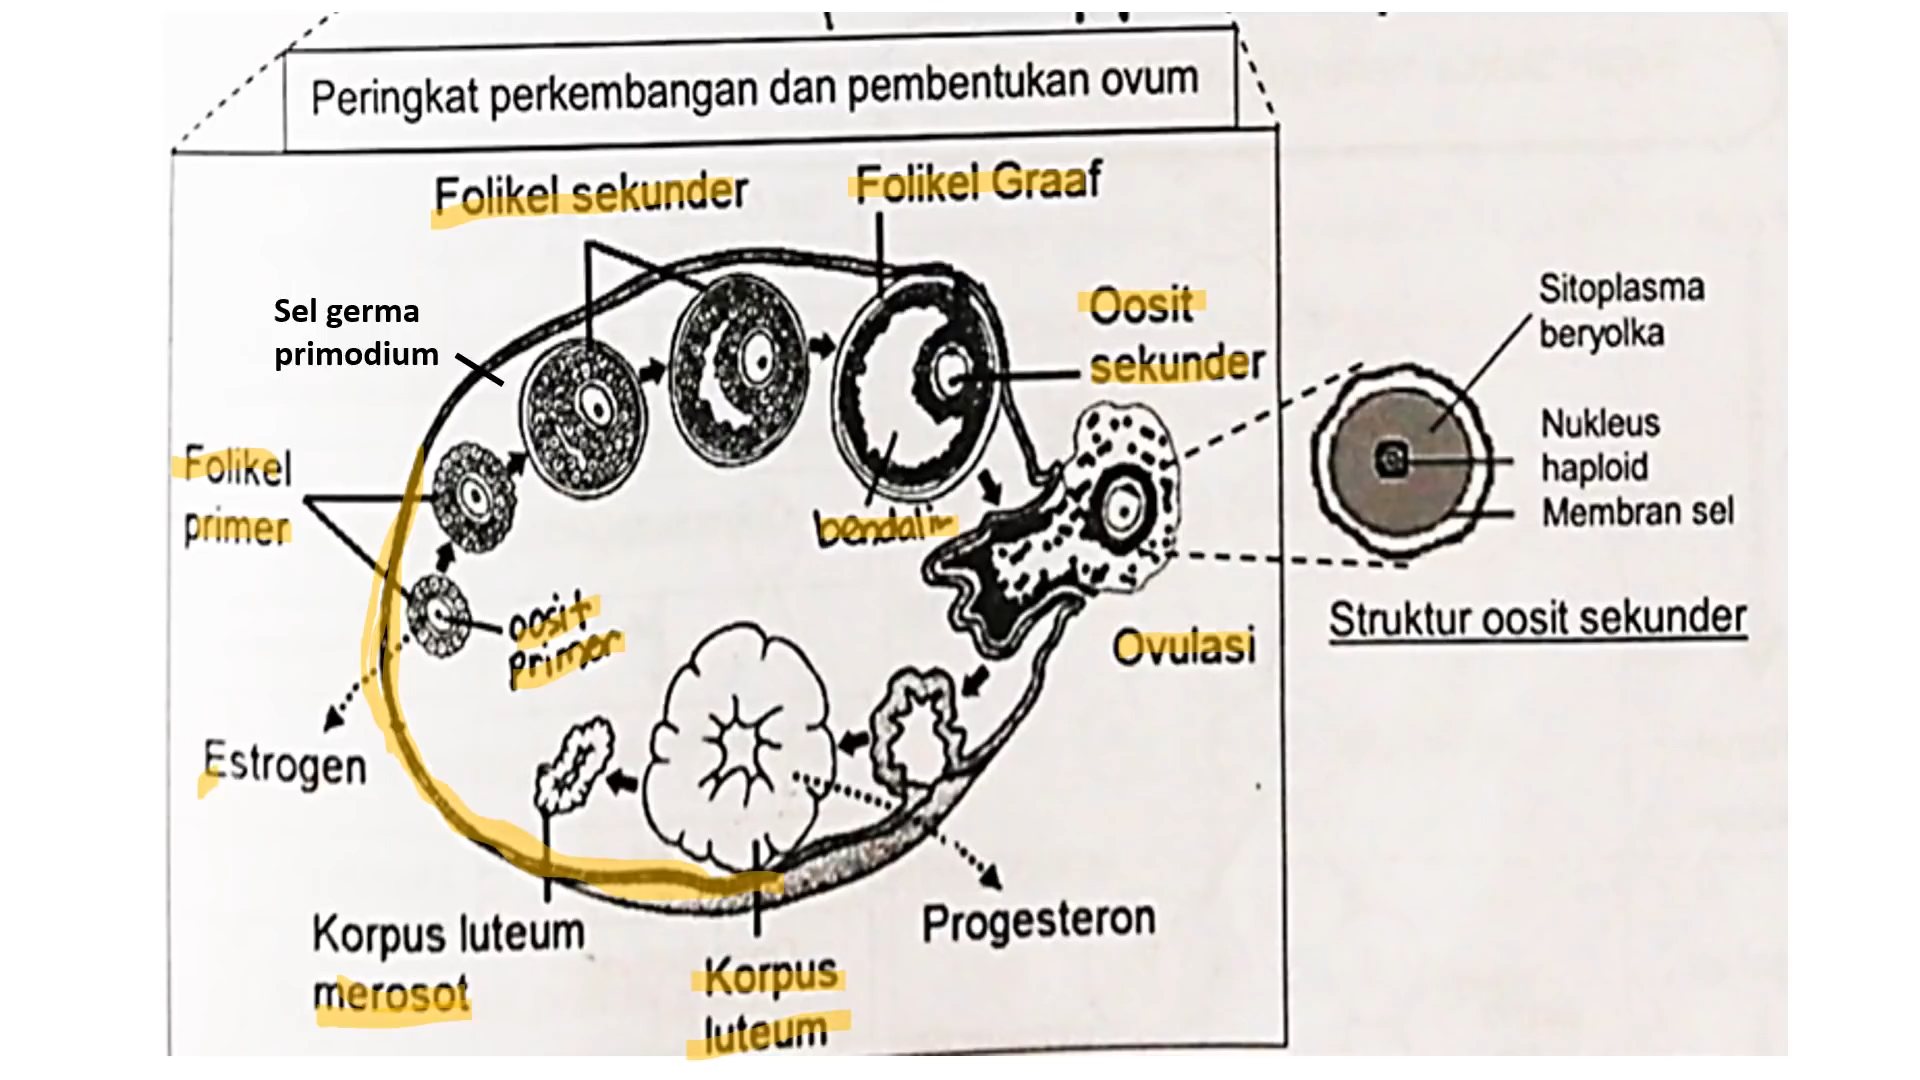 Peringkat perkembangan dan pembentukan ovum
Folikel sekunder
Folikel Graaf
Sel germa
primodium
Oosit
sekunder
Sitoplasma
beryolka
Folikel
primer
Nukleus
haploid
Membran sel
bendalir
oosit
primer
Ovulasi
Struktur oosit sekunder
Estrogen
Korpus luteum
merosot
Korpus
luteum
Progesteron